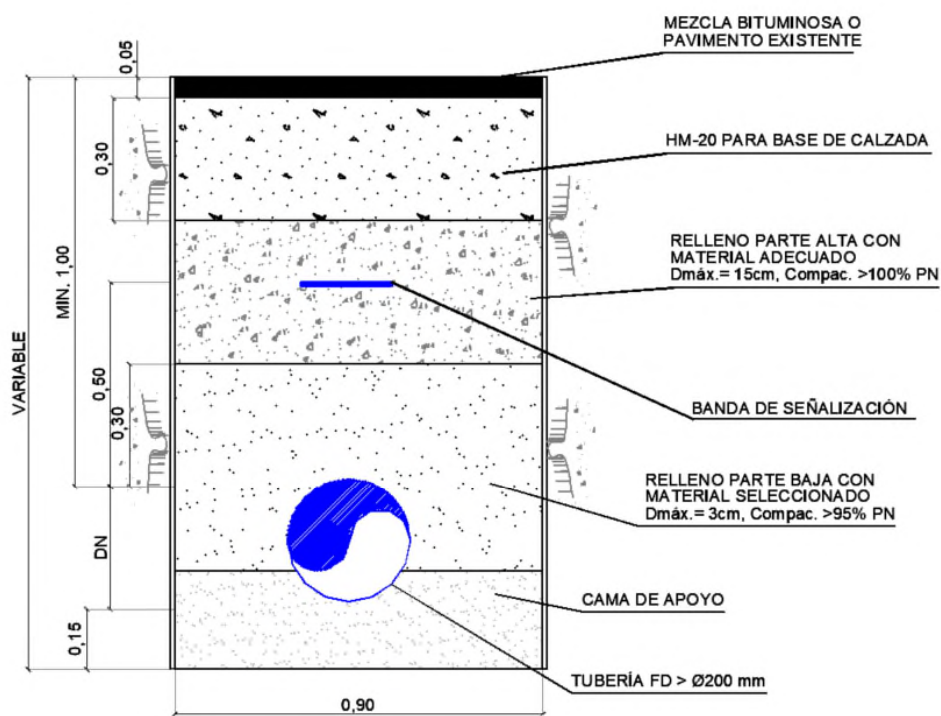 MEZCLA BITUMINOSA O
PAVIMENTO EXISTENTE
0,05
HM-20 PARA BASE DE CALZADA
0,30
RELLENO PARTE ALTA CON
MATERIAL ADECUADO
Dmáx.= 15cm, Compac. >100% PN
MIN. 1,00
VARIABLE
0,50
0,30
BANDA DE SEÑALIZACIÓN
RELLENO PARTE BAJA CON
MATERIAL SELECCIONADO
Dmáx.= 3cm, Compac. >95% PN
DN
CAMA DE APOYO
0,15
TUBERÍA FD > Ø200 mm
0,90